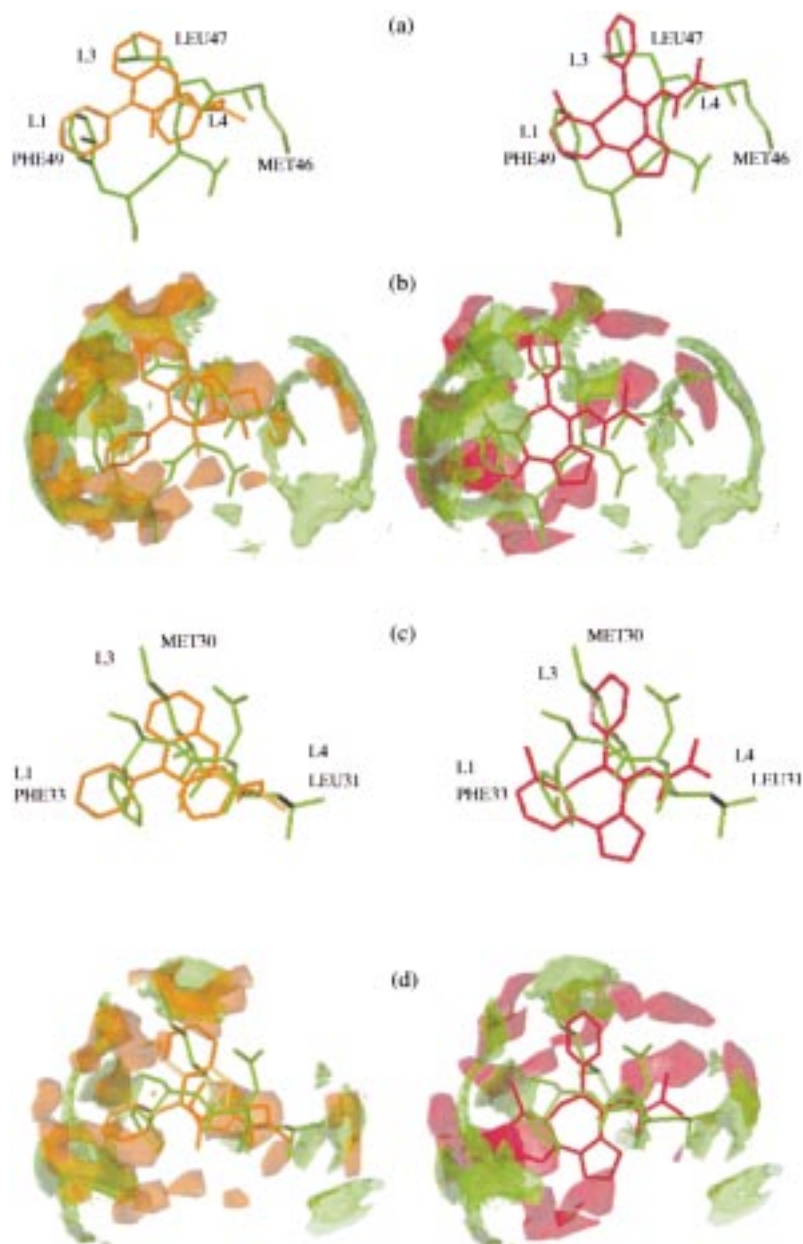 (a)
LEU47
L3
L1
L4
PHE49
MET46
LEU47
L3
L4
L1
PHE49
MET46
(b)
(c)
MET30
L3
L4
L1
LEU31
PHE33
MET30
L3
L4
L1
LEU31
PHE33
(d)